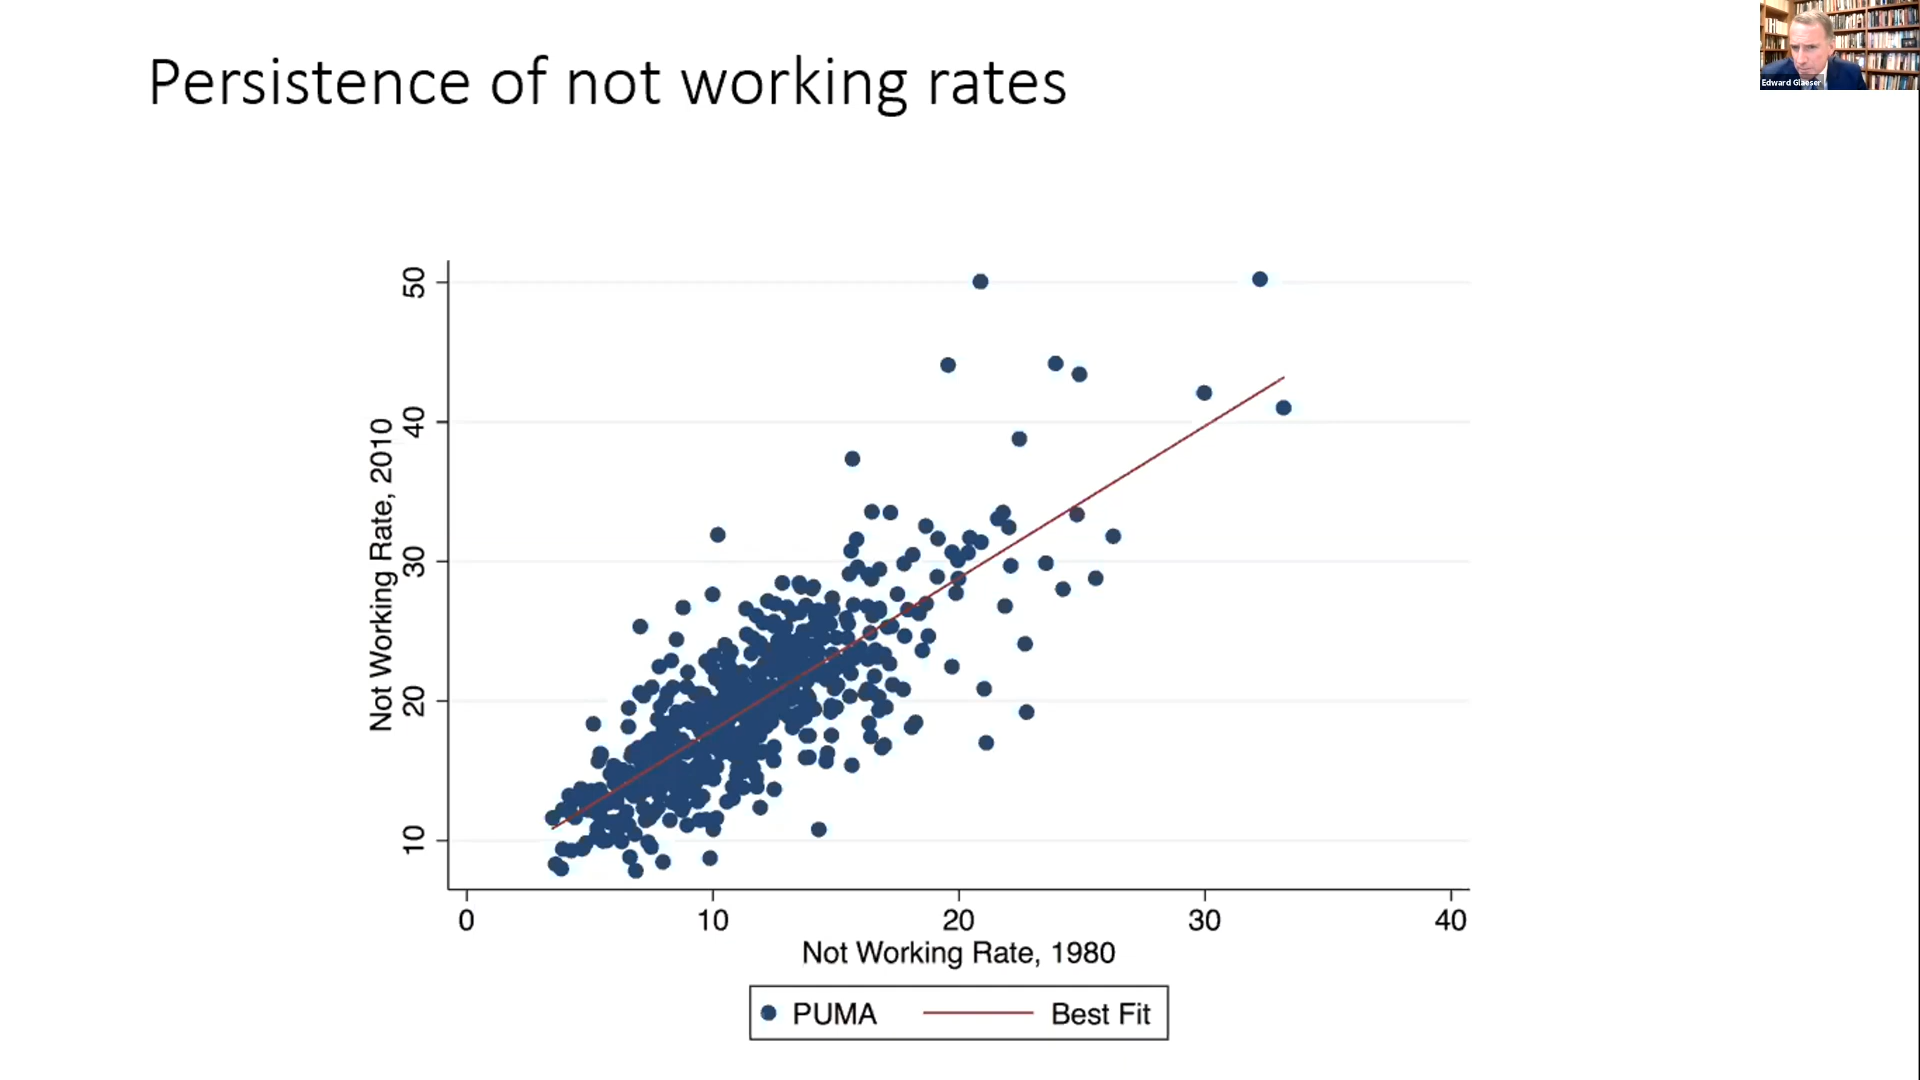 Persistence of not working rates
Edward Glaeser
Not Working Rate, 2010
50
40
30
20
10
0 10 20 30 40
Not Working Rate, 1980
PUMA Best Fit